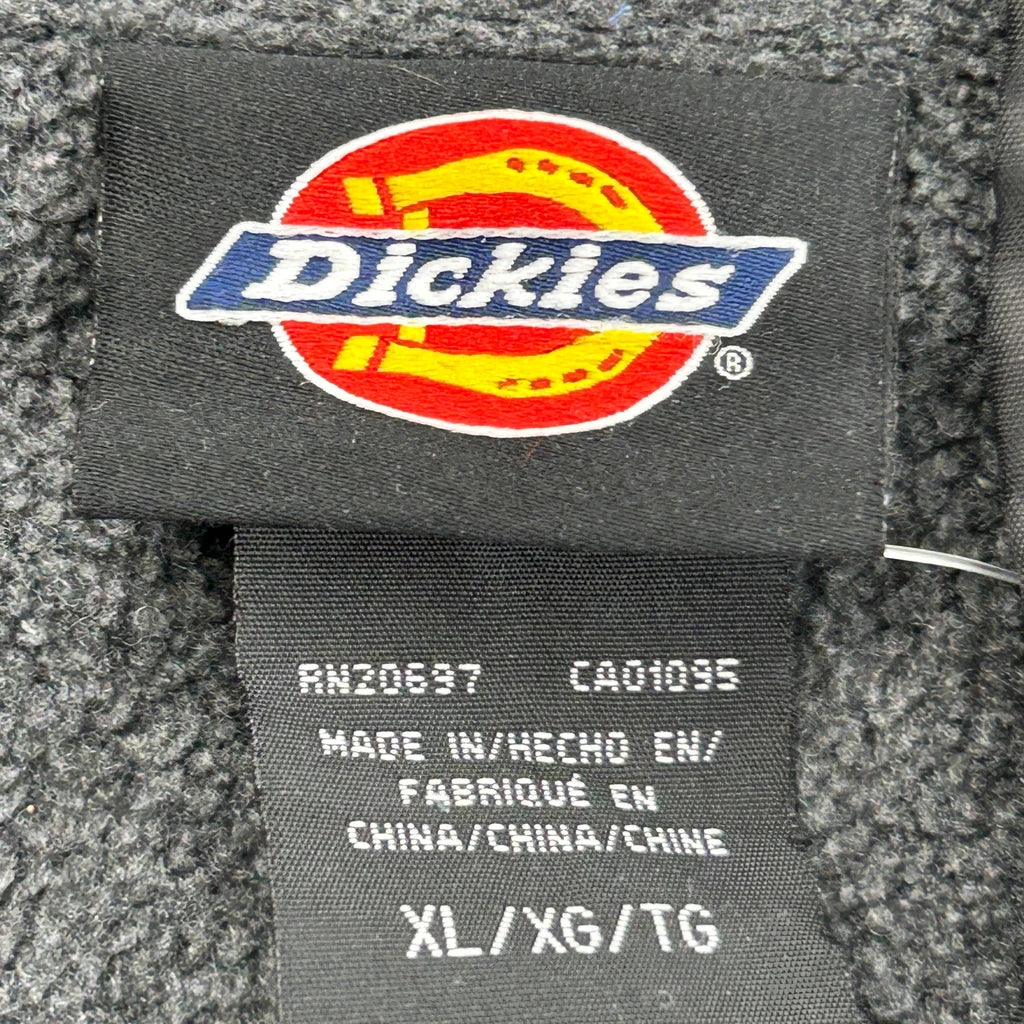 Dickies
®
RN20697 CA01095
MADE IN/HECHO EN/
FABRIQUÉ EN
CHINA/CHINA/CHINE
XL/XG/TG